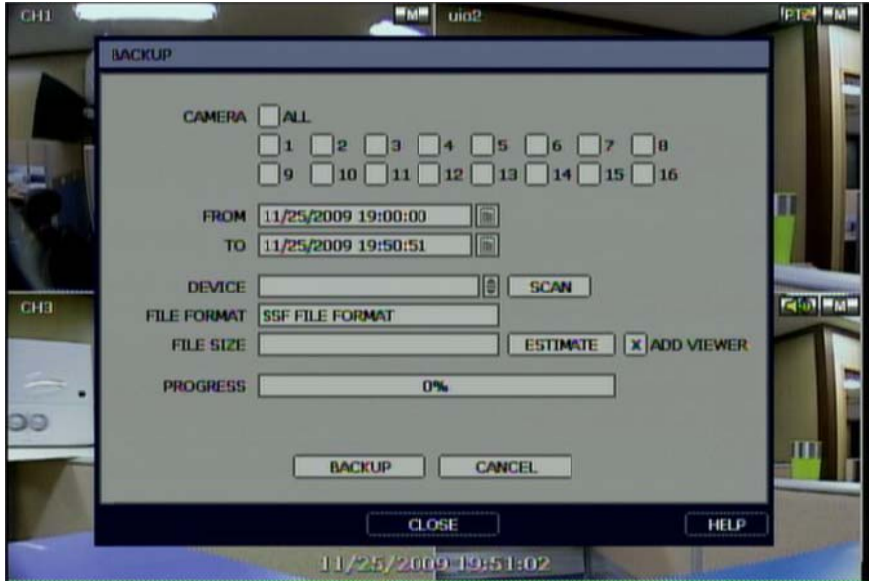 CH1 M uio2 PTZ M
BACKUP
CAMERA ALL
1 2 3 4 5 6 7 8
9 10 11 12 13 14 15 16
FROM 11/25/2009 19:00:00
TO 11/25/2009 19:50:51
DEVICE SCAN
CH3 M
FILE FORMAT SSF FILE FORMAT
FILE SIZE ESTIMATE X ADD VIEWER
PROGRESS 0%
BACKUP CANCEL
CLOSE HELP
11/25/2009 19:51:02